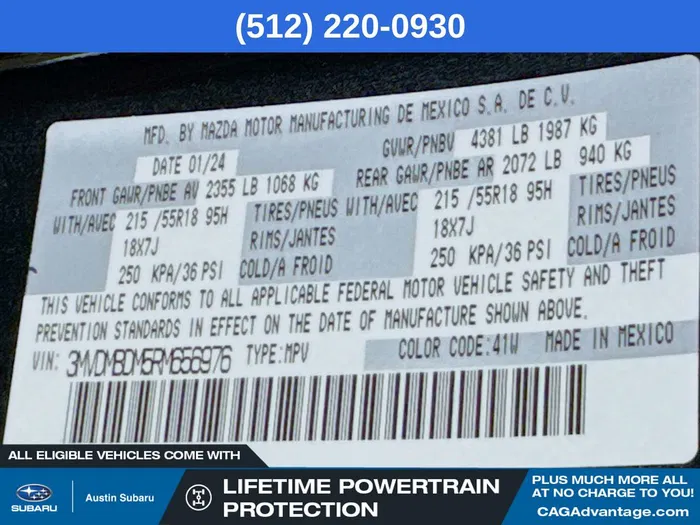 (512) 220-0930
MFD. BY MAZDA MOTOR MANUFACTURING DE MEXICO S.A. DE C.V.
DATE 01/24 GVWR/PNBV 4381 LB 1987 KG
FRONT GAWR/PNBE AV 2355 LB 1068 KG REAR GAWR/PNBE AR 2072 LB 940 KG
WITH/AVEC 215 /55R18 95H TIRES/PNEUS WITH/AVEC 215 /55R18 95H TIRES/PNEUS
18X7J RIMS/JANTES 18X7J RIMS/JANTES
250 KPA/36 PSI COLD/A FROID 250 KPA/36 PSI COLD/A FROID
THIS VEHICLE CONFORMS TO ALL APPLICABLE FEDERAL MOTOR VEHICLE SAFETY AND THEFT
PREVENTION STANDARDS IN EFFECT ON THE DATE OF MANUFACTURE SHOWN ABOVE.
VIN: 3MVDMBDM5RM656976 TYPE:MPV COLOR CODE:41W MADE IN MEXICO
ALL ELIGIBLE VEHICLES COME WITH
SUBARU Austin Subaru
LIFETIME POWERTRAIN
PROTECTION
PLUS MUCH MORE ALL
AT NO CHARGE TO YOU!
CAGAdvantage.com